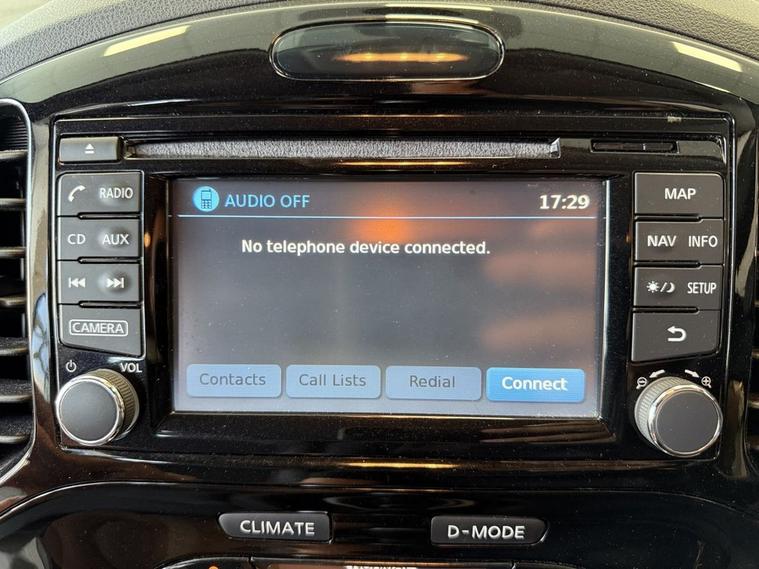 AUDIO OFF 17:29
No telephone device connected.
Contacts Call Lists Redial Connect
RADIO
CD AUX
CAMERA
VOL
MAP
NAV INFO
SETUP
CLIMATE D-MODE